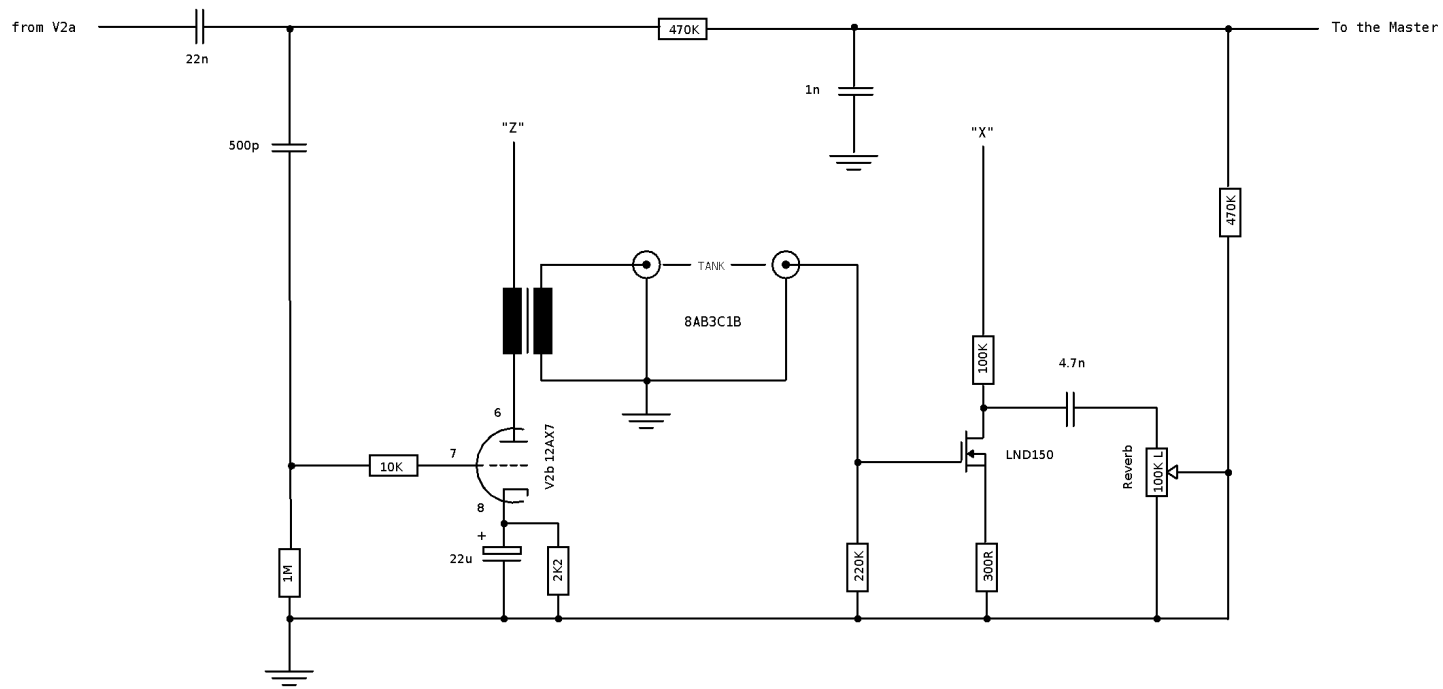 from V2a
22n
470K
To the Master
1n
500p
"Z"
"X"
470K
TANK
8AB3C1B
100K
4.7n
6
7
10K
V2b 12AX7
8
LND150
Reverb
100K L
+
22u
2K2
1M
220K
300R